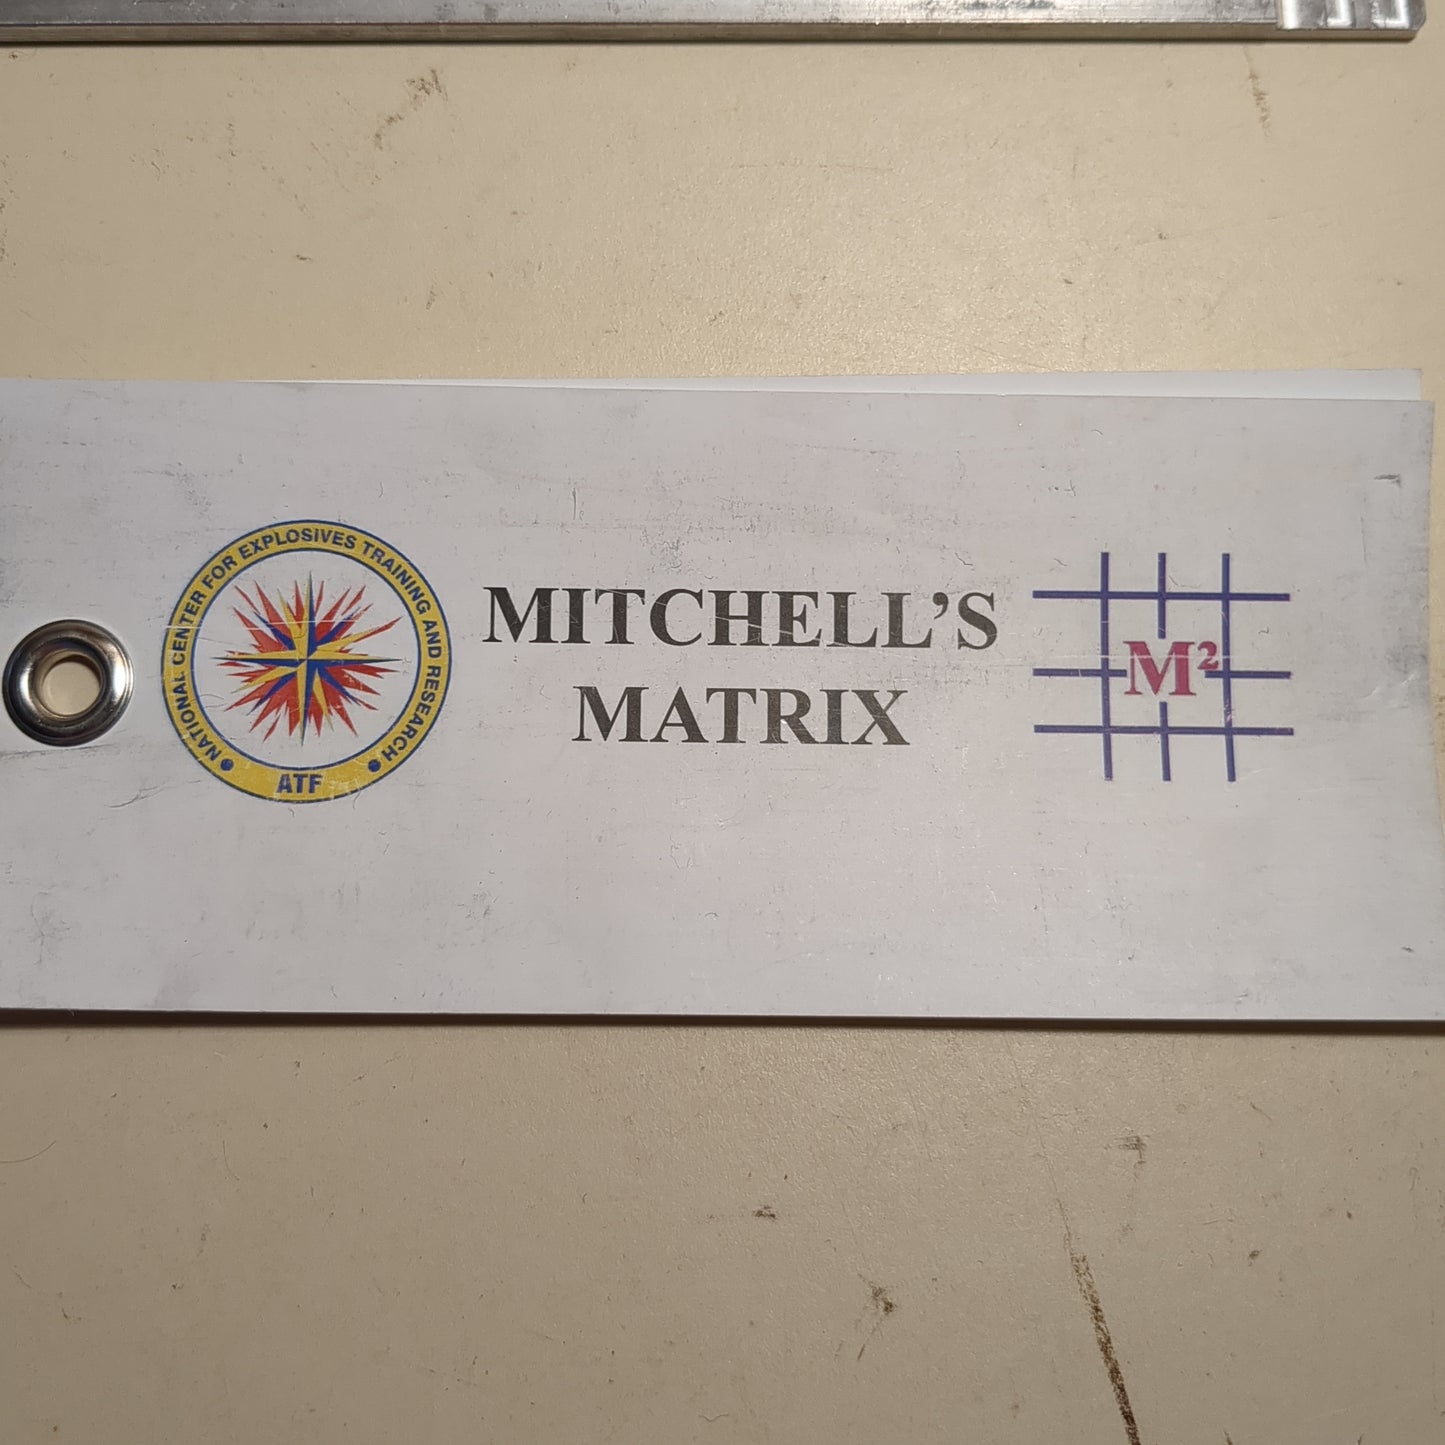 NATIONAL CENTER FOR EXPLOSIVES TRAINING AND RESEARCH
ATF
MITCHELL’S
MATRIX
M²